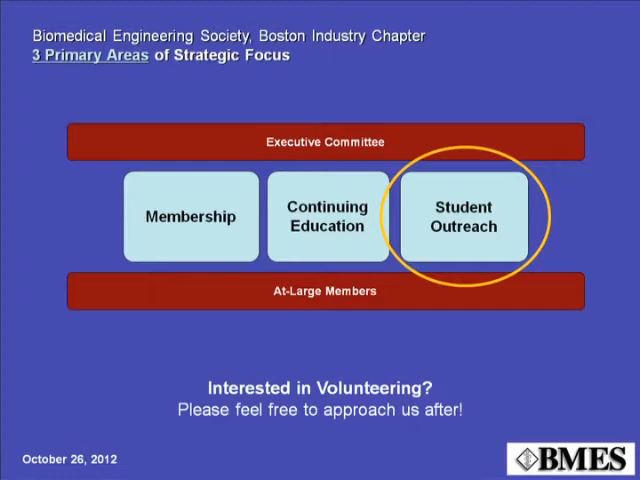 Biomedical Engineering Society, Boston Industry Chapter
3 Primary Areas of Strategic Focus
Executive Committee
Membership
Continuing
Education
Student
Outreach
At-Large Members
Interested in Volunteering?
Please feel free to approach us after!
October 26, 2012
BMES